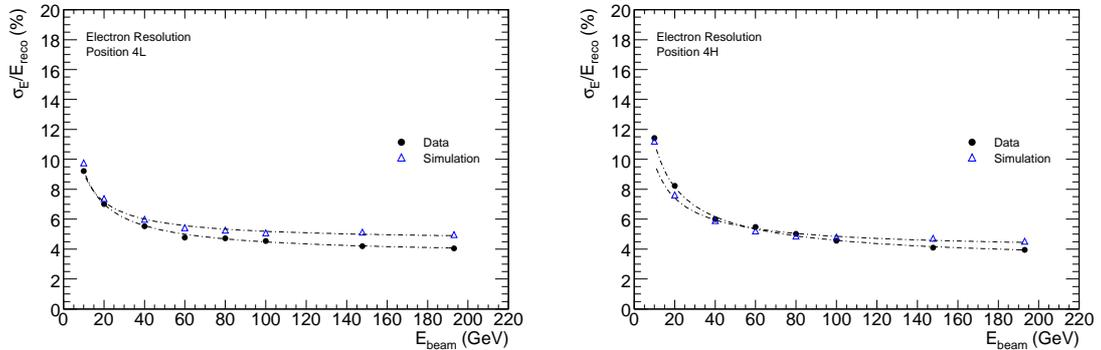 σE/Ereco (%)
20
18
16
14
12
10
8
6
4
2
0
Electron Resolution
Position 4L
Data
Simulation
0 20 40 60 80 100 120 140 160 180 200 220
Ebeam (GeV)
σE/Ereco (%)
20
18
16
14
12
10
8
6
4
2
0
Electron Resolution
Position 4H
Data
Simulation
0 20 40 60 80 100 120 140 160 180 200 220
Ebeam (GeV)